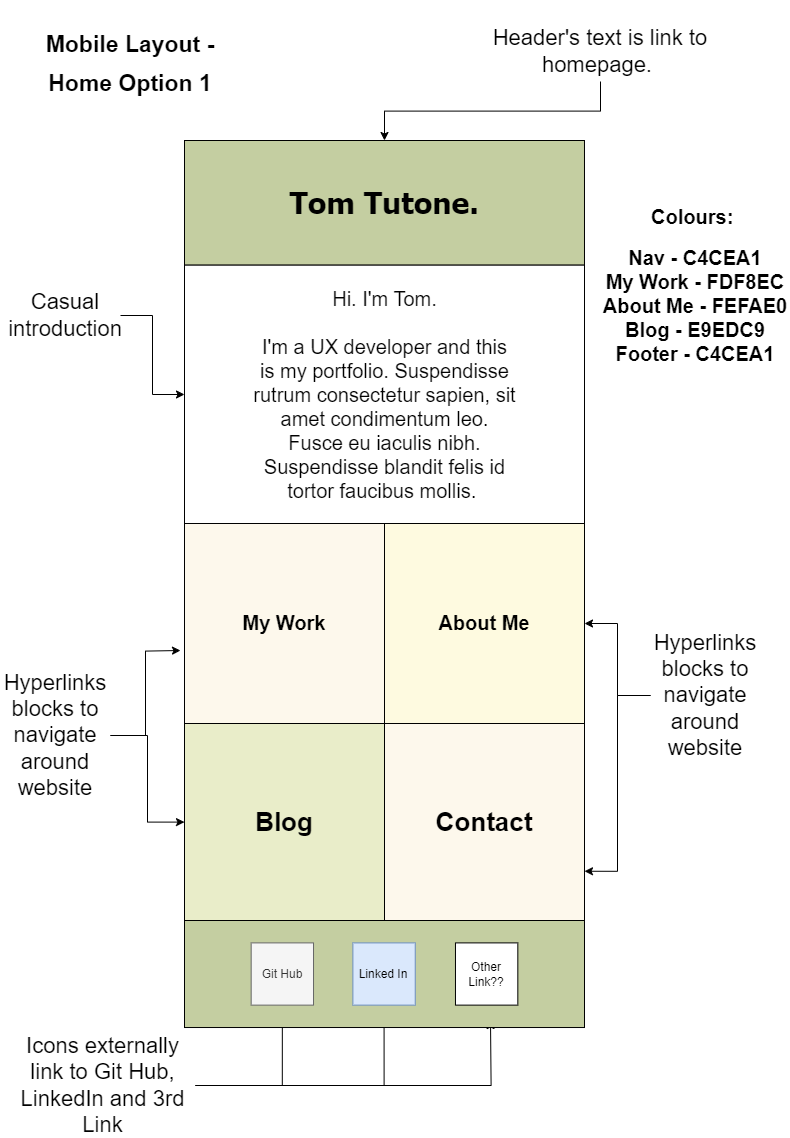 Mobile Layout -
Home Option 1
Header's text is link to
homepage.
Tom Tutone.
Colours:
Nav - C4CEA1
My Work - FDF8EC
About Me - FEFAE0
Blog - E9EDC9
Footer - C4CEA1
Casual
introduction
Hi. I'm Tom.
I'm a UX developer and this
is my portfolio. Suspendisse
rutrum consectetur sapien, sit
amet condimentum leo.
Fusce eu iaculis nibh.
Suspendisse blandit felis id
tortor faucibus mollis.
My Work
About Me
Hyperlinks
blocks to
navigate
around
website
Hyperlinks
blocks to
navigate
around
website
Blog
Contact
Git Hub
Linked In
Other
Link??
Icons externally
link to Git Hub,
LinkedIn and 3rd
Link